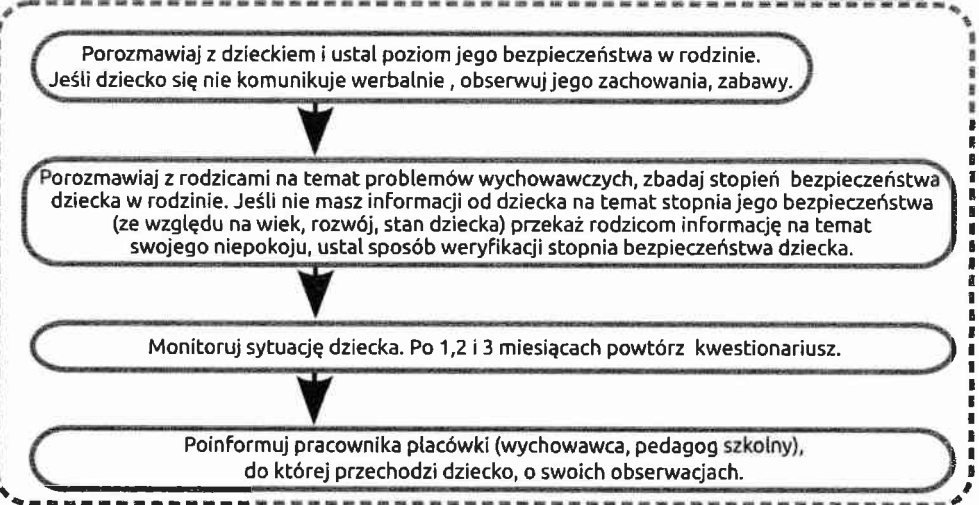 Porozmawiaj z dzieckiem i ustal poziom jego bezpieczeństwa w rodzinie.
Jeśli dziecko się nie komunikuje werbalnie , obserwuj jego zachowania, zabawy.
Porozmawiaj z rodzicami na temat problemów wychowawczych, zbadaj stopień bezpieczeństwa
dziecka w rodzinie. Jeśli nie masz informacji od dziecka na temat stopnia jego bezpieczeństwa
(ze względu na wiek, rozwój, stan dziecka) przekaż rodzicom informację na temat
swojego niepokoju, ustal sposób weryfikacji stopnia bezpieczeństwa dziecka.
Monitoruj sytuację dziecka. Po 1,2 i 3 miesiącach powtórz kwestionariusz.
Poinformuj pracownika placówki (wychowawca, pedagog szkolny),
do której przechodzi dziecko, o swoich obserwacjach.